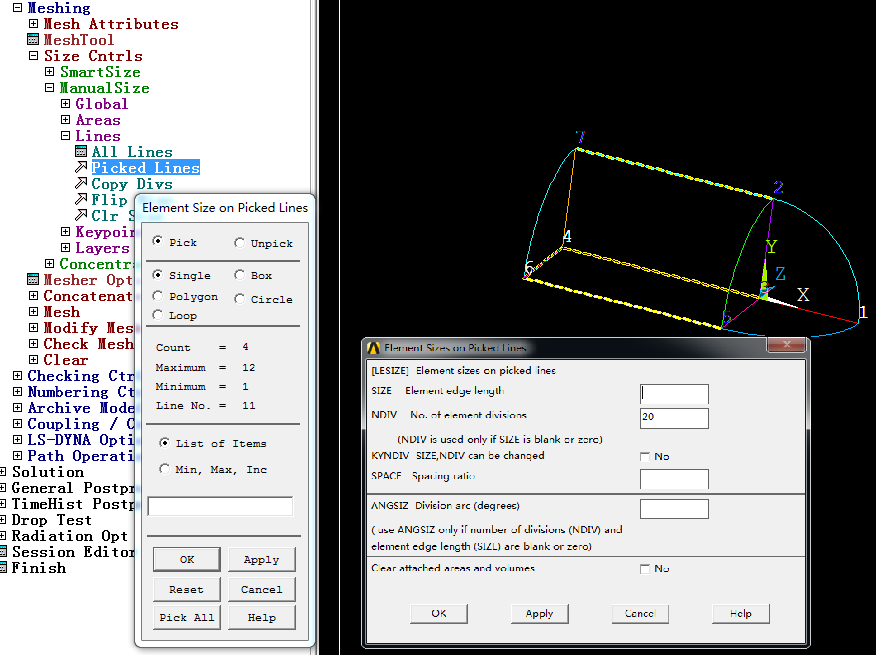 Meshing
Mesh Attributes
MeshTool
Size Cntrls
SmartSize
ManualSize
Global
Areas
Lines
All Lines
Picked Lines
Copy Divs
Flip
Clr S
Keypoin
Layers
Concentra
Mesher Opt
Concatenat
Mesh
Modify Mes
Check Mesh
Clear
Checking Ctr
Numbering Ct
Archive Mode
Coupling / C
LS-DYNA Opti
Path Operati
Solution
General Postpr
TimeHist Postp
Drop Test
Radiation Opt
Session Editor
Finish
Element Size on Picked Lines
Pick Unpick
Single Box
Polygon Circle
Loop
Count = 4
Maximum = 12
Minimum = 1
Line No. = 11
List of Items
Min, Max, Inc
OK Apply
Reset Cancel
Pick All Help
7
2
4
Y
6
Z
X
1
5
Element Sizes on Picked Lines
[LESIZE] Element sizes on picked lines
SIZE Element edge length
NDIV No. of element divisions 20
(NDIV is used only if SIZE is blank or zero)
KYNDIV SIZE,NDIV can be changed No
SPACE Spacing ratio
ANGSIZ Division arc (degrees)
( use ANGSIZ only if number of divisions (NDIV) and
element edge length (SIZE) are blank or zero)
Clear attached areas and volumes No
OK Apply Cancel Help